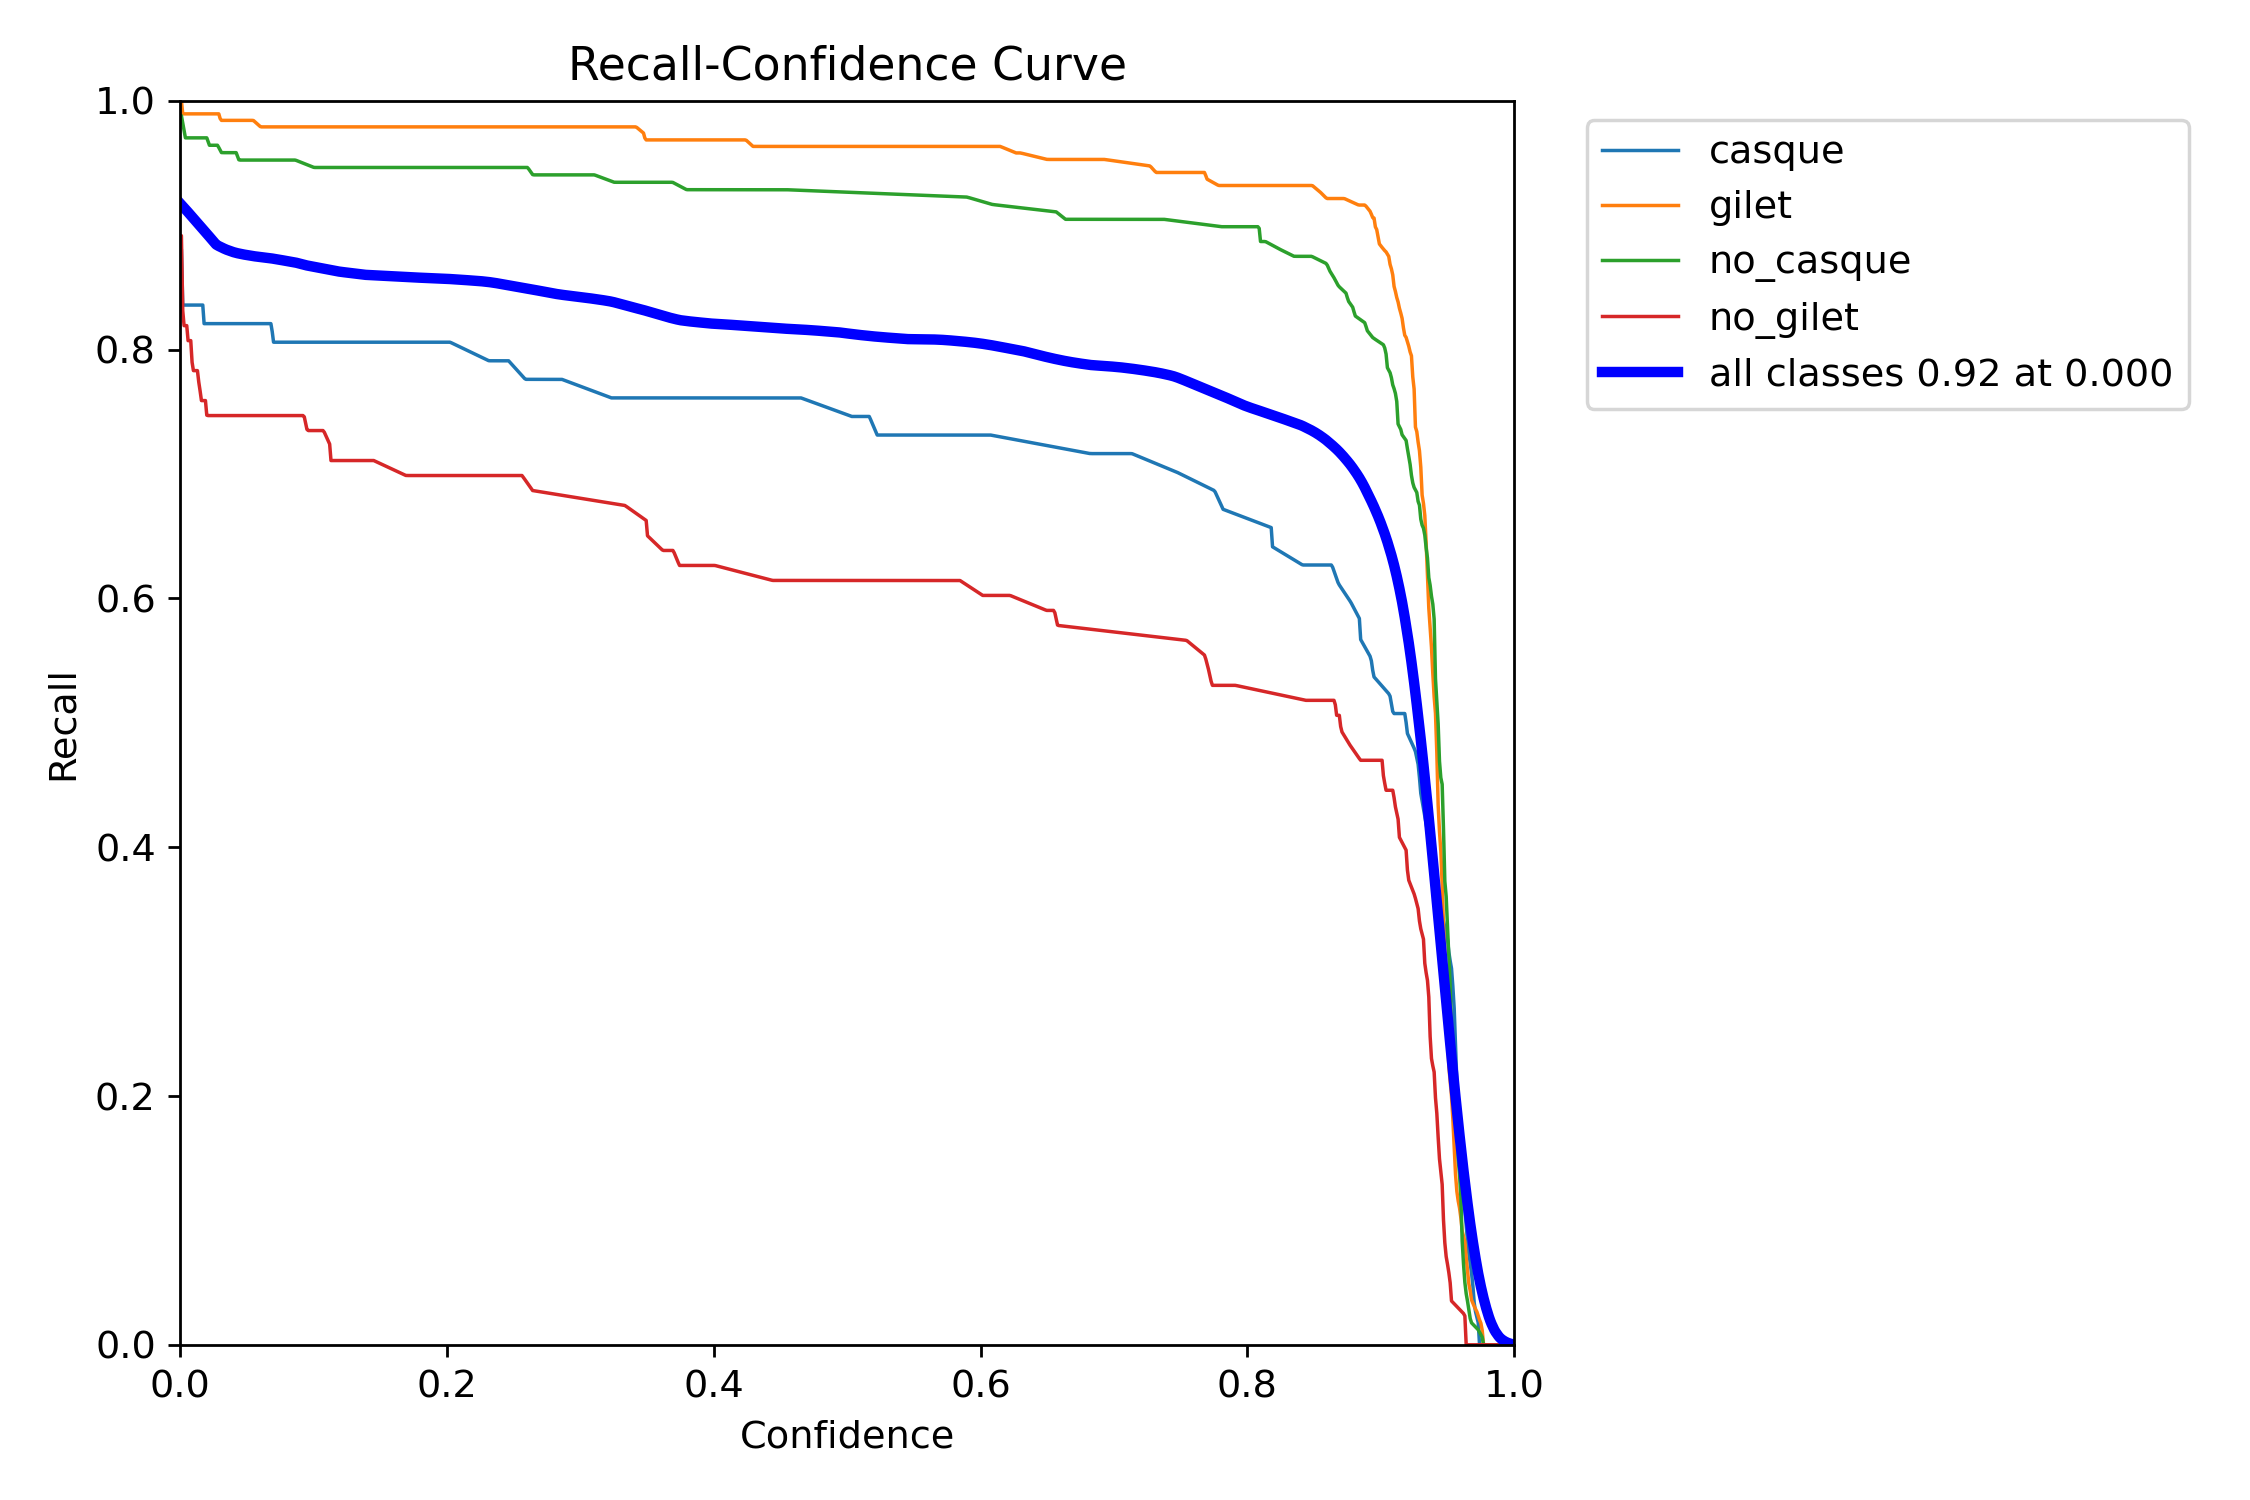 Recall-Confidence Curve
1.0
0.8
0.6
0.4
0.2
0.0
Recall
0.0 0.2 0.4 0.6 0.8 1.0
Confidence
casque
gilet
no_casque
no_gilet
all classes 0.92 at 0.000